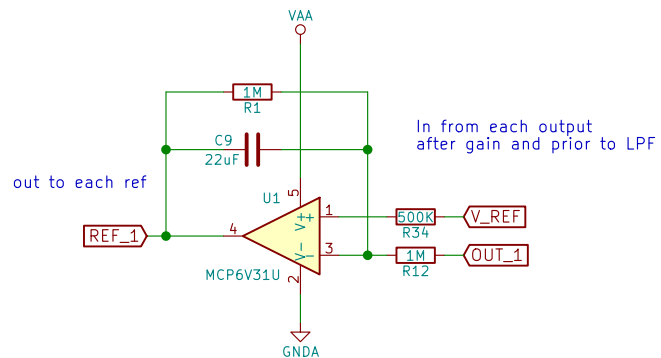 VAA
1M
R1
C9
22uF
In from each output
after gain and prior to LPF
out to each ref
U1
5
V+
+
1
500K
R34
V_REF
REF_1
4
V-
-
3
1M
R12
OUT_1
MCP6V31U
2
GNDA